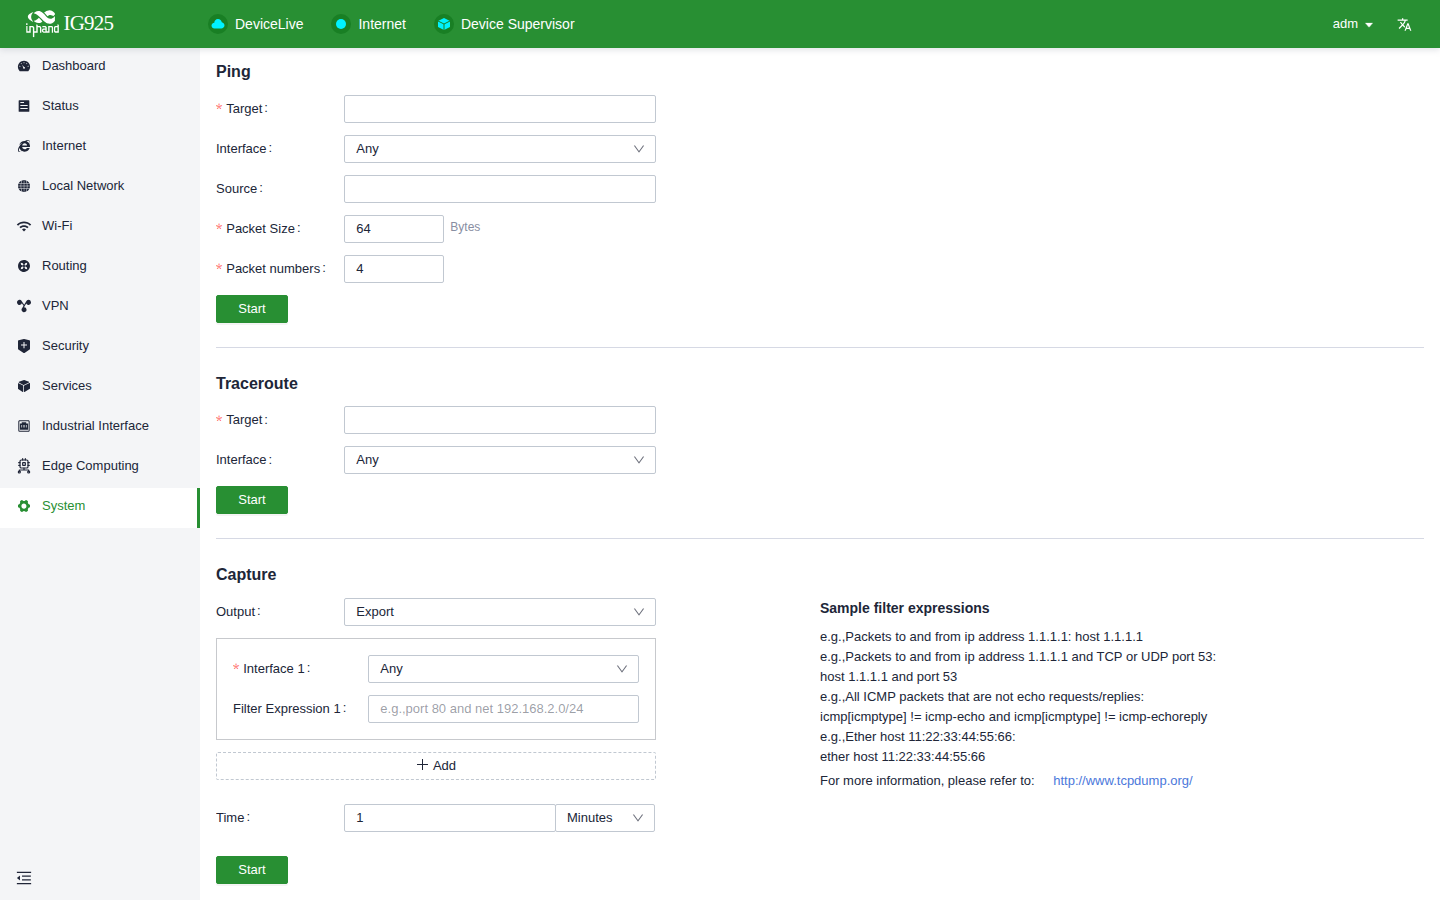 inhand IG925
DeviceLive
Internet
Device Supervisor
adm
Dashboard
Status
Internet
Local Network
Wi-Fi
Routing
VPN
Security
Services
Industrial Interface
Edge Computing
System
Ping
* Target:
Interface: Any
Source:
* Packet Size: 64 Bytes
* Packet numbers: 4
Start
Traceroute
* Target:
Interface: Any
Start
Capture
Output: Export
* Interface 1: Any
Filter Expression 1: e.g.,port 80 and net 192.168.2.0/24
Add
Time: 1 Minutes
Start
Sample filter expressions
e.g.,Packets to and from ip address 1.1.1.1: host 1.1.1.1
e.g.,Packets to and from ip address 1.1.1.1 and TCP or UDP port 53:
host 1.1.1.1 and port 53
e.g.,All ICMP packets that are not echo requests/replies:
icmp[icmptype] != icmp-echo and icmp[icmptype] != icmp-echoreply
e.g.,Ether host 11:22:33:44:55:66:
ether host 11:22:33:44:55:66
For more information, please refer to: http://www.tcpdump.org/